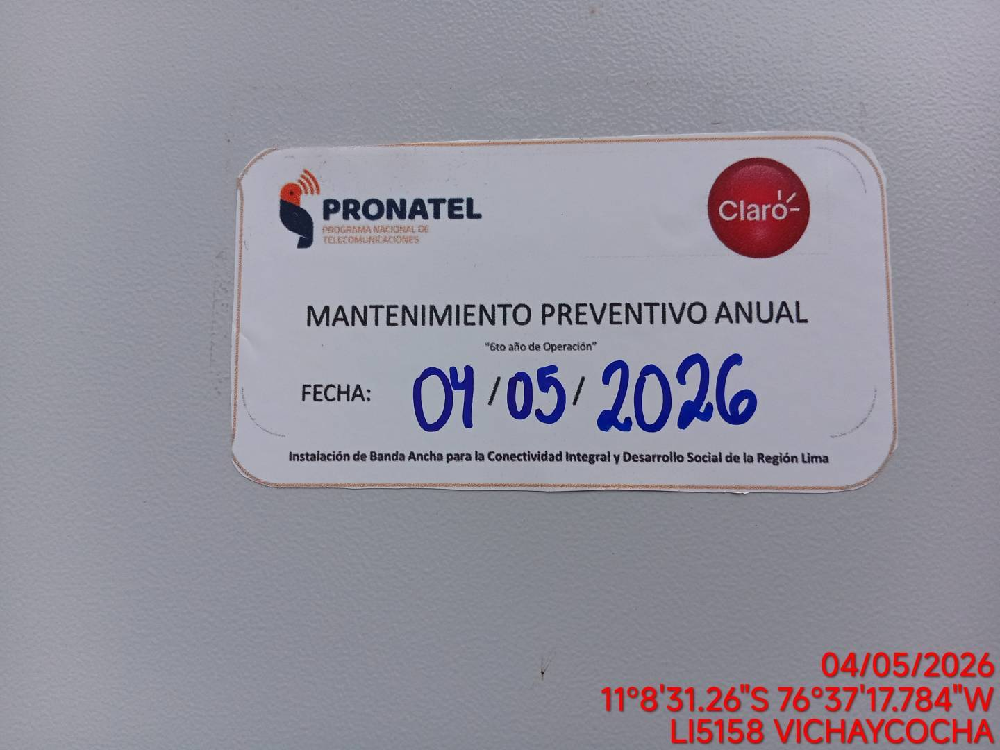 PRONATEL
PROGRAMA NACIONAL DE
TELECOMUNICACIONES
Claro
MANTENIMIENTO PREVENTIVO ANUAL
"6to año de Operación"
FECHA: 04/05/2026
Instalación de Banda Ancha para la Conectividad Integral y Desarrollo Social de la Región Lima
04/05/2026
11°8'31.26"S 76°37'17.784"W
LI5158 VICHAYCOCHA